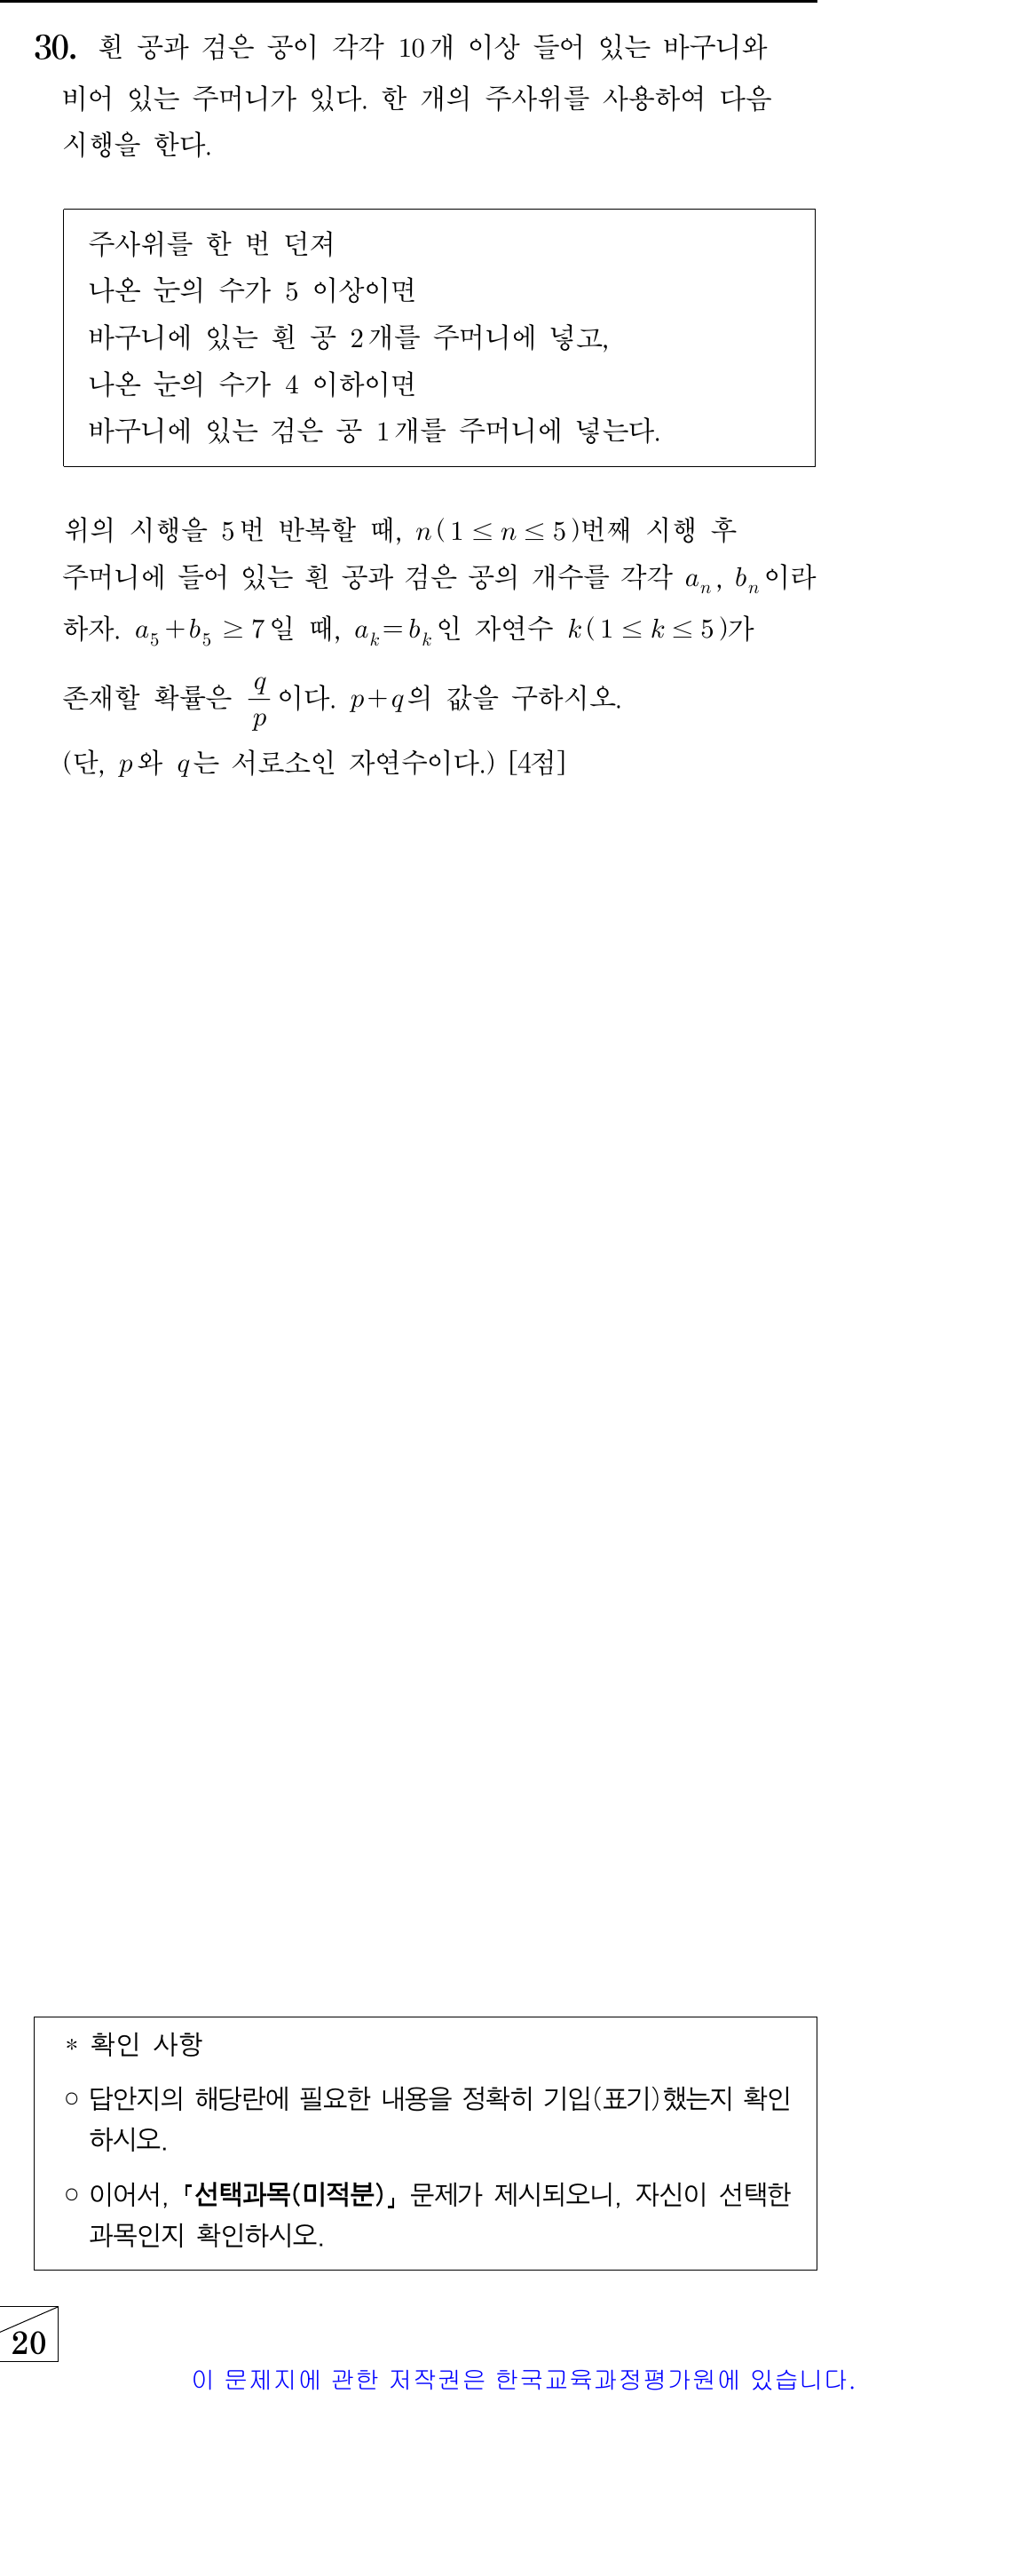 30. 흰 공과 검은 공이 각각 10개 이상 들어 있는 바구니와
비어 있는 주머니가 있다. 한 개의 주사위를 사용하여 다음
시행을 한다.
주사위를 한 번 던져
나온 눈의 수가 5 이상이면
바구니에 있는 흰 공 2개를 주머니에 넣고,
나온 눈의 수가 4 이하이면
바구니에 있는 검은 공 1개를 주머니에 넣는다.
위의 시행을 5번 반복할 때, n(1≤n≤5)번째 시행 후
주머니에 들어 있는 흰 공과 검은 공의 개수를 각각 aₙ, bₙ이라
하자. a₅+b₅≥7일 때, aₖ=bₖ인 자연수 k(1≤k≤5)가
존재할 확률은 q/p이다. p+q의 값을 구하시오.
(단, p와 q는 서로소인 자연수이다.) [4점]
* 확인 사항
○ 답안지의 해당란에 필요한 내용을 정확히 기입(표기)했는지 확인
하시오.
○ 이어서, 「선택과목(미적분)」 문제가 제시되오니, 자신이 선택한
과목인지 확인하시오.
20
이 문제지에 관한 저작권은 한국교육과정평가원에 있습니다.